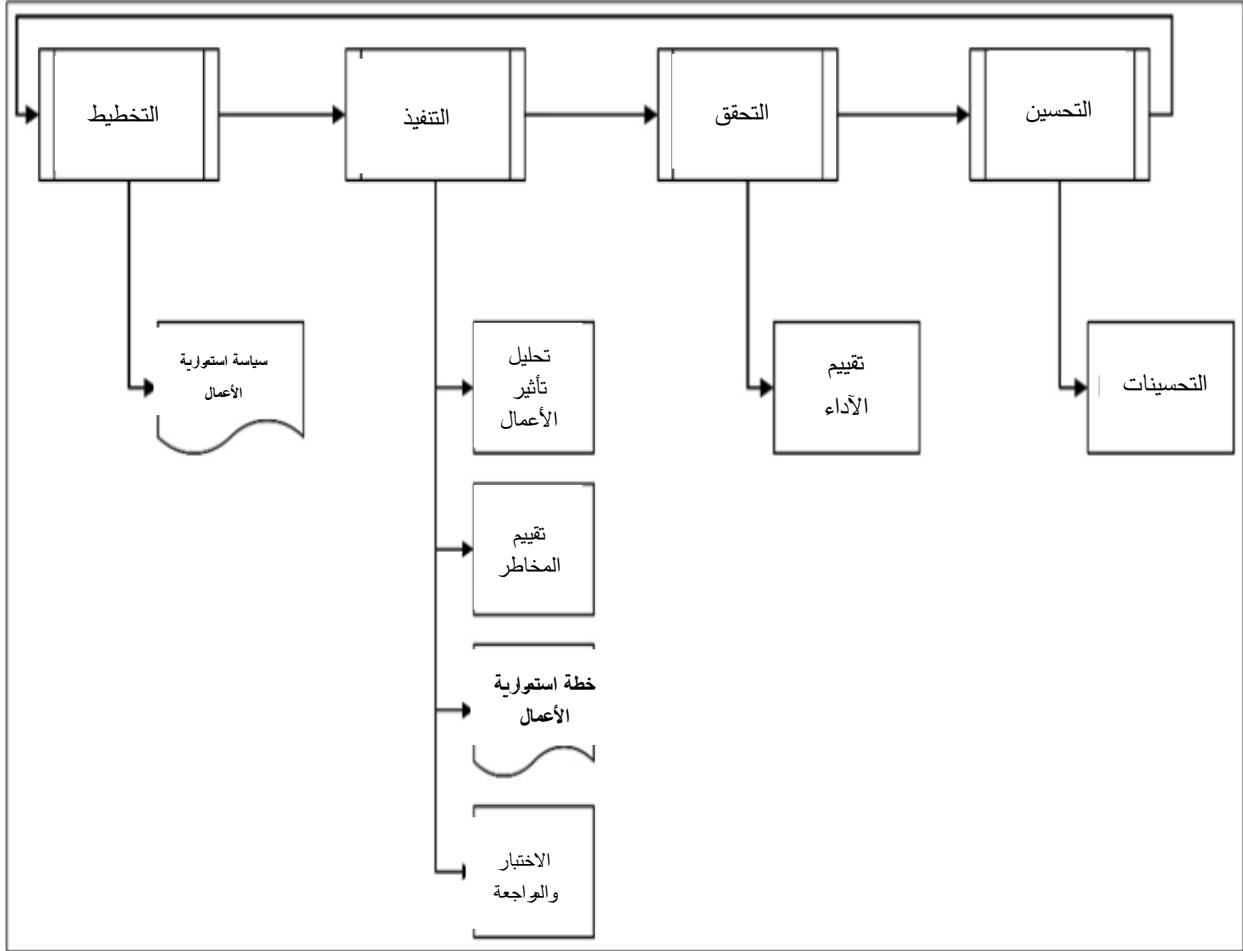 التخطيط
التنفيذ
التحقق
التحسين
سياسة استمرارية
الأعمال
تحليل
تأثير
الأعمال
تقييم
المخاطر
خطة استمرارية
الأعمال
الاختبار
والمراجعة
تقييم
الآداء
التحسينات